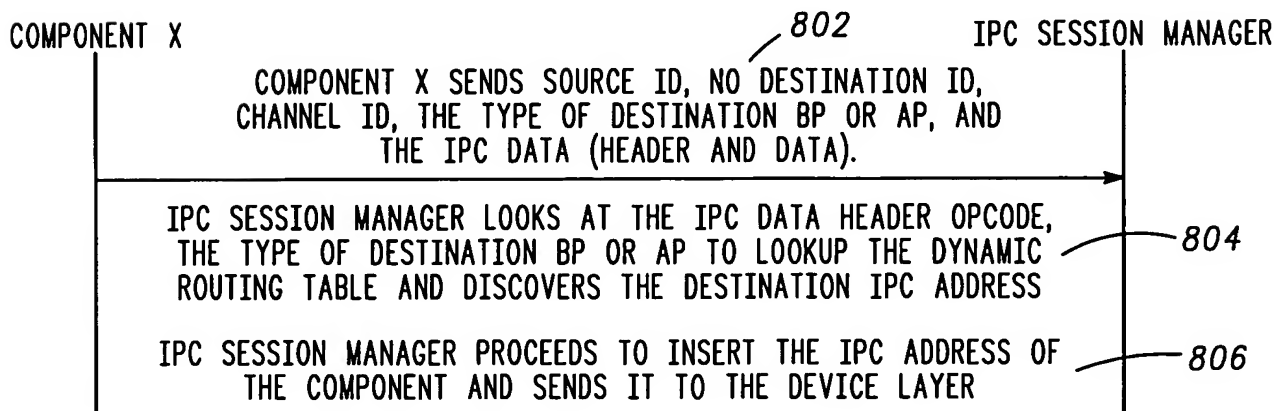 COMPONENT X
802
IPC SESSION MANAGER
COMPONENT X SENDS SOURCE ID, NO DESTINATION ID,
CHANNEL ID, THE TYPE OF DESTINATION BP OR AP, AND
THE IPC DATA (HEADER AND DATA).
IPC SESSION MANAGER LOOKS AT THE IPC DATA HEADER OPCODE,
THE TYPE OF DESTINATION BP OR AP TO LOOKUP THE DYNAMIC
804
ROUTING TABLE AND DISCOVERS THE DESTINATION IPC ADDRESS
IPC SESSION MANAGER PROCEEDS TO INSERT THE IPC ADDRESS OF
806
THE COMPONENT AND SENDS IT TO THE DEVICE LAYER